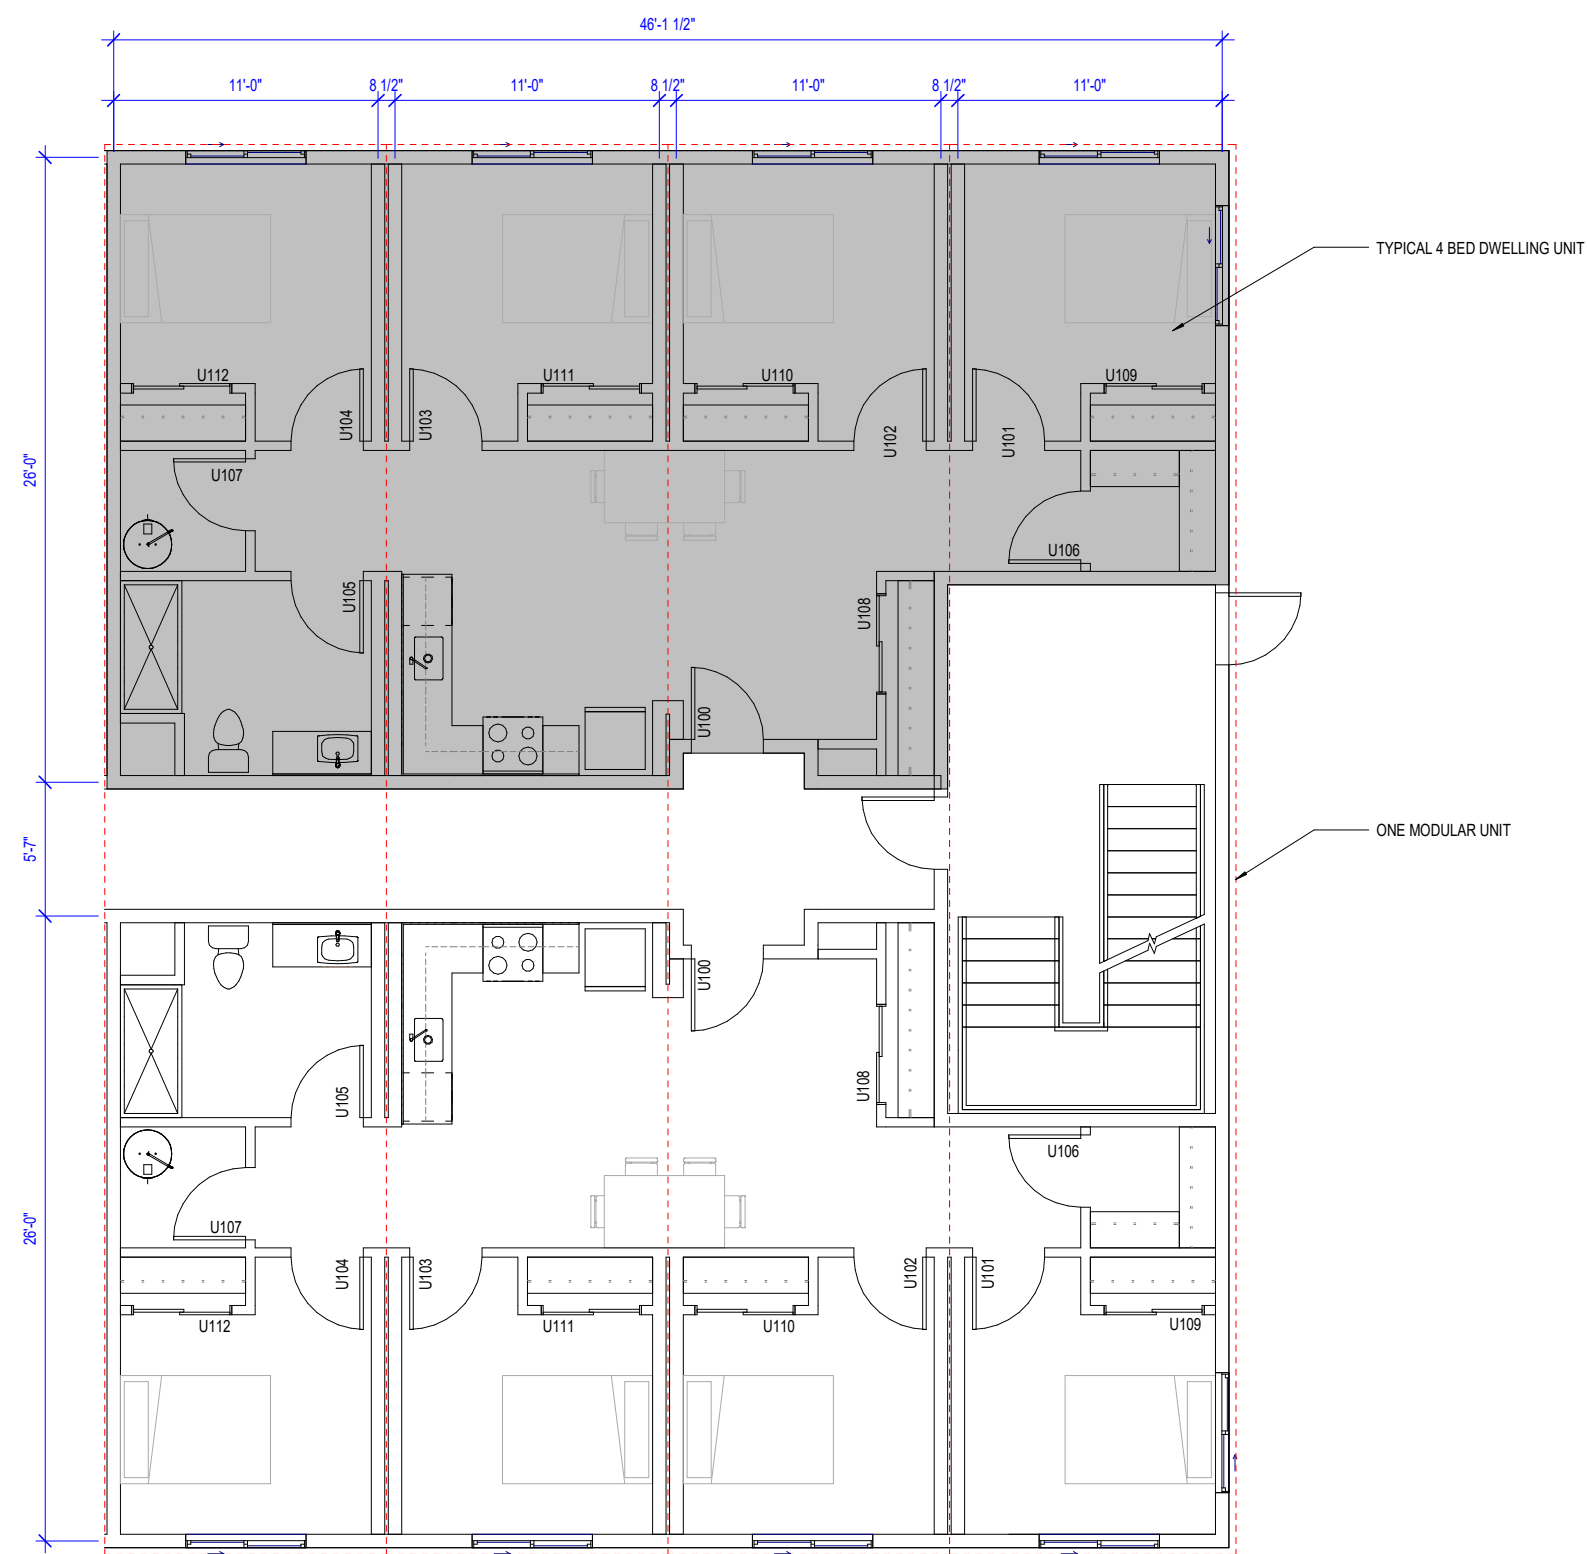 46'-1 1/2"
11'-0"
8 1/2"
11'-0"
8 1/2"
11'-0"
8 1/2"
11'-0"
TYPICAL 4 BED DWELLING UNIT
U112
U111
U110
U109
U104
U103
U102
U101
26'-0"
U107
U106
U105
U108
U100
5'-7"
ONE MODULAR UNIT
U100
U105
U108
U106
U107
26'-0"
U104
U103
U102
U101
U112
U111
U110
U109